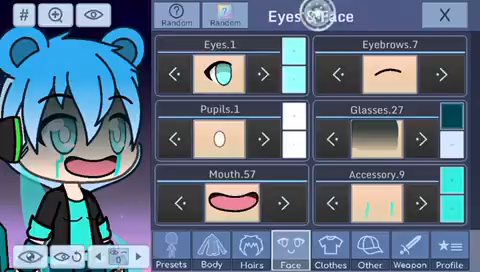 #
Random
Random
Eyes & Face
X
Eyes.1
Eyebrows.7
Pupils.1
Glasses.27
Mouth.57
Accessory.9
Presets
Body
Hairs
Face
Clothes
Other
Weapon
Profile